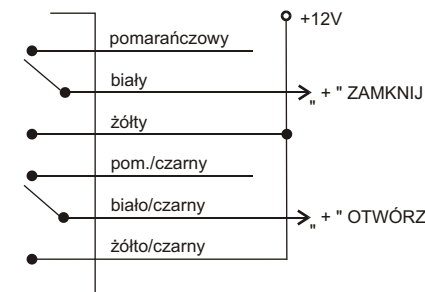 +12V
pomarańczowy
biały
" + " ZAMKNIJ
żółty
pom./czarny
biało/czarny
" + " OTWÓRZ
żółto/czarny